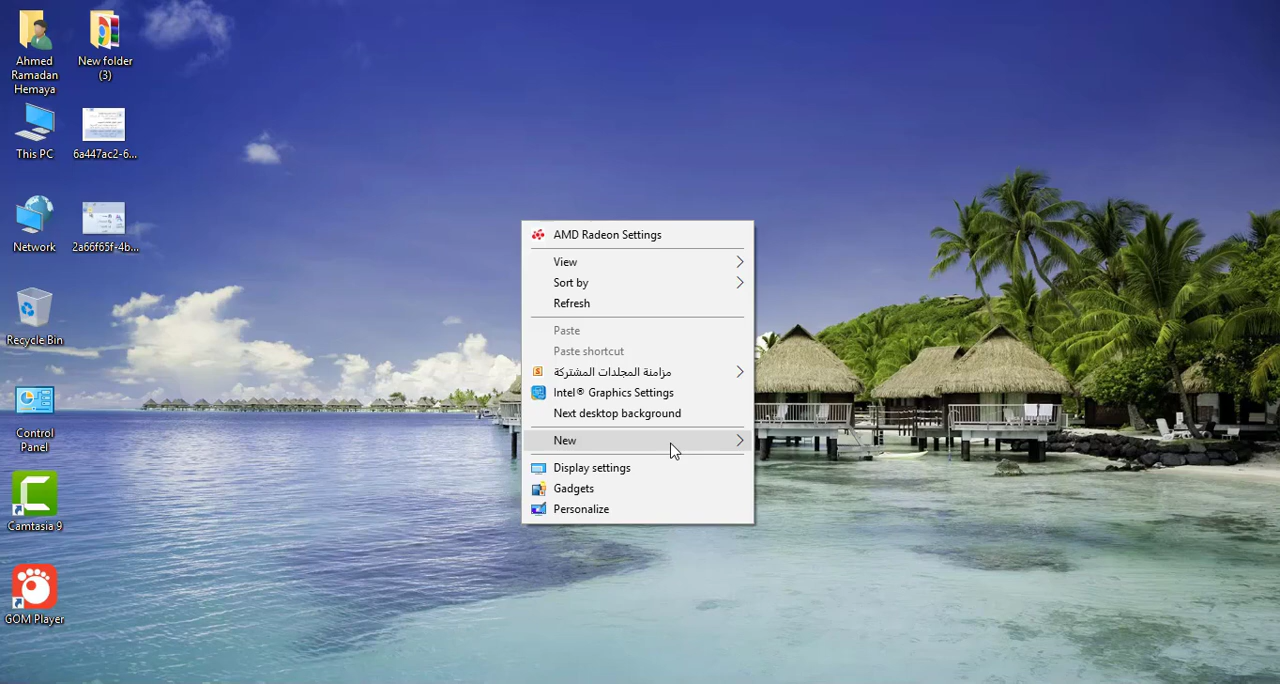 Ahmed
Ramadan
Hemaya
New folder
(3)
This PC
6a447ac2-6...
Network
2a66f65f-4b...
Recycle Bin
Control
Panel
Camtasia 9
GOM Player
AMD Radeon Settings
View
Sort by
Refresh
Paste
Paste shortcut
مزامنة المجلدات المشتركة
Intel® Graphics Settings
Next desktop background
New
Display settings
Gadgets
Personalize